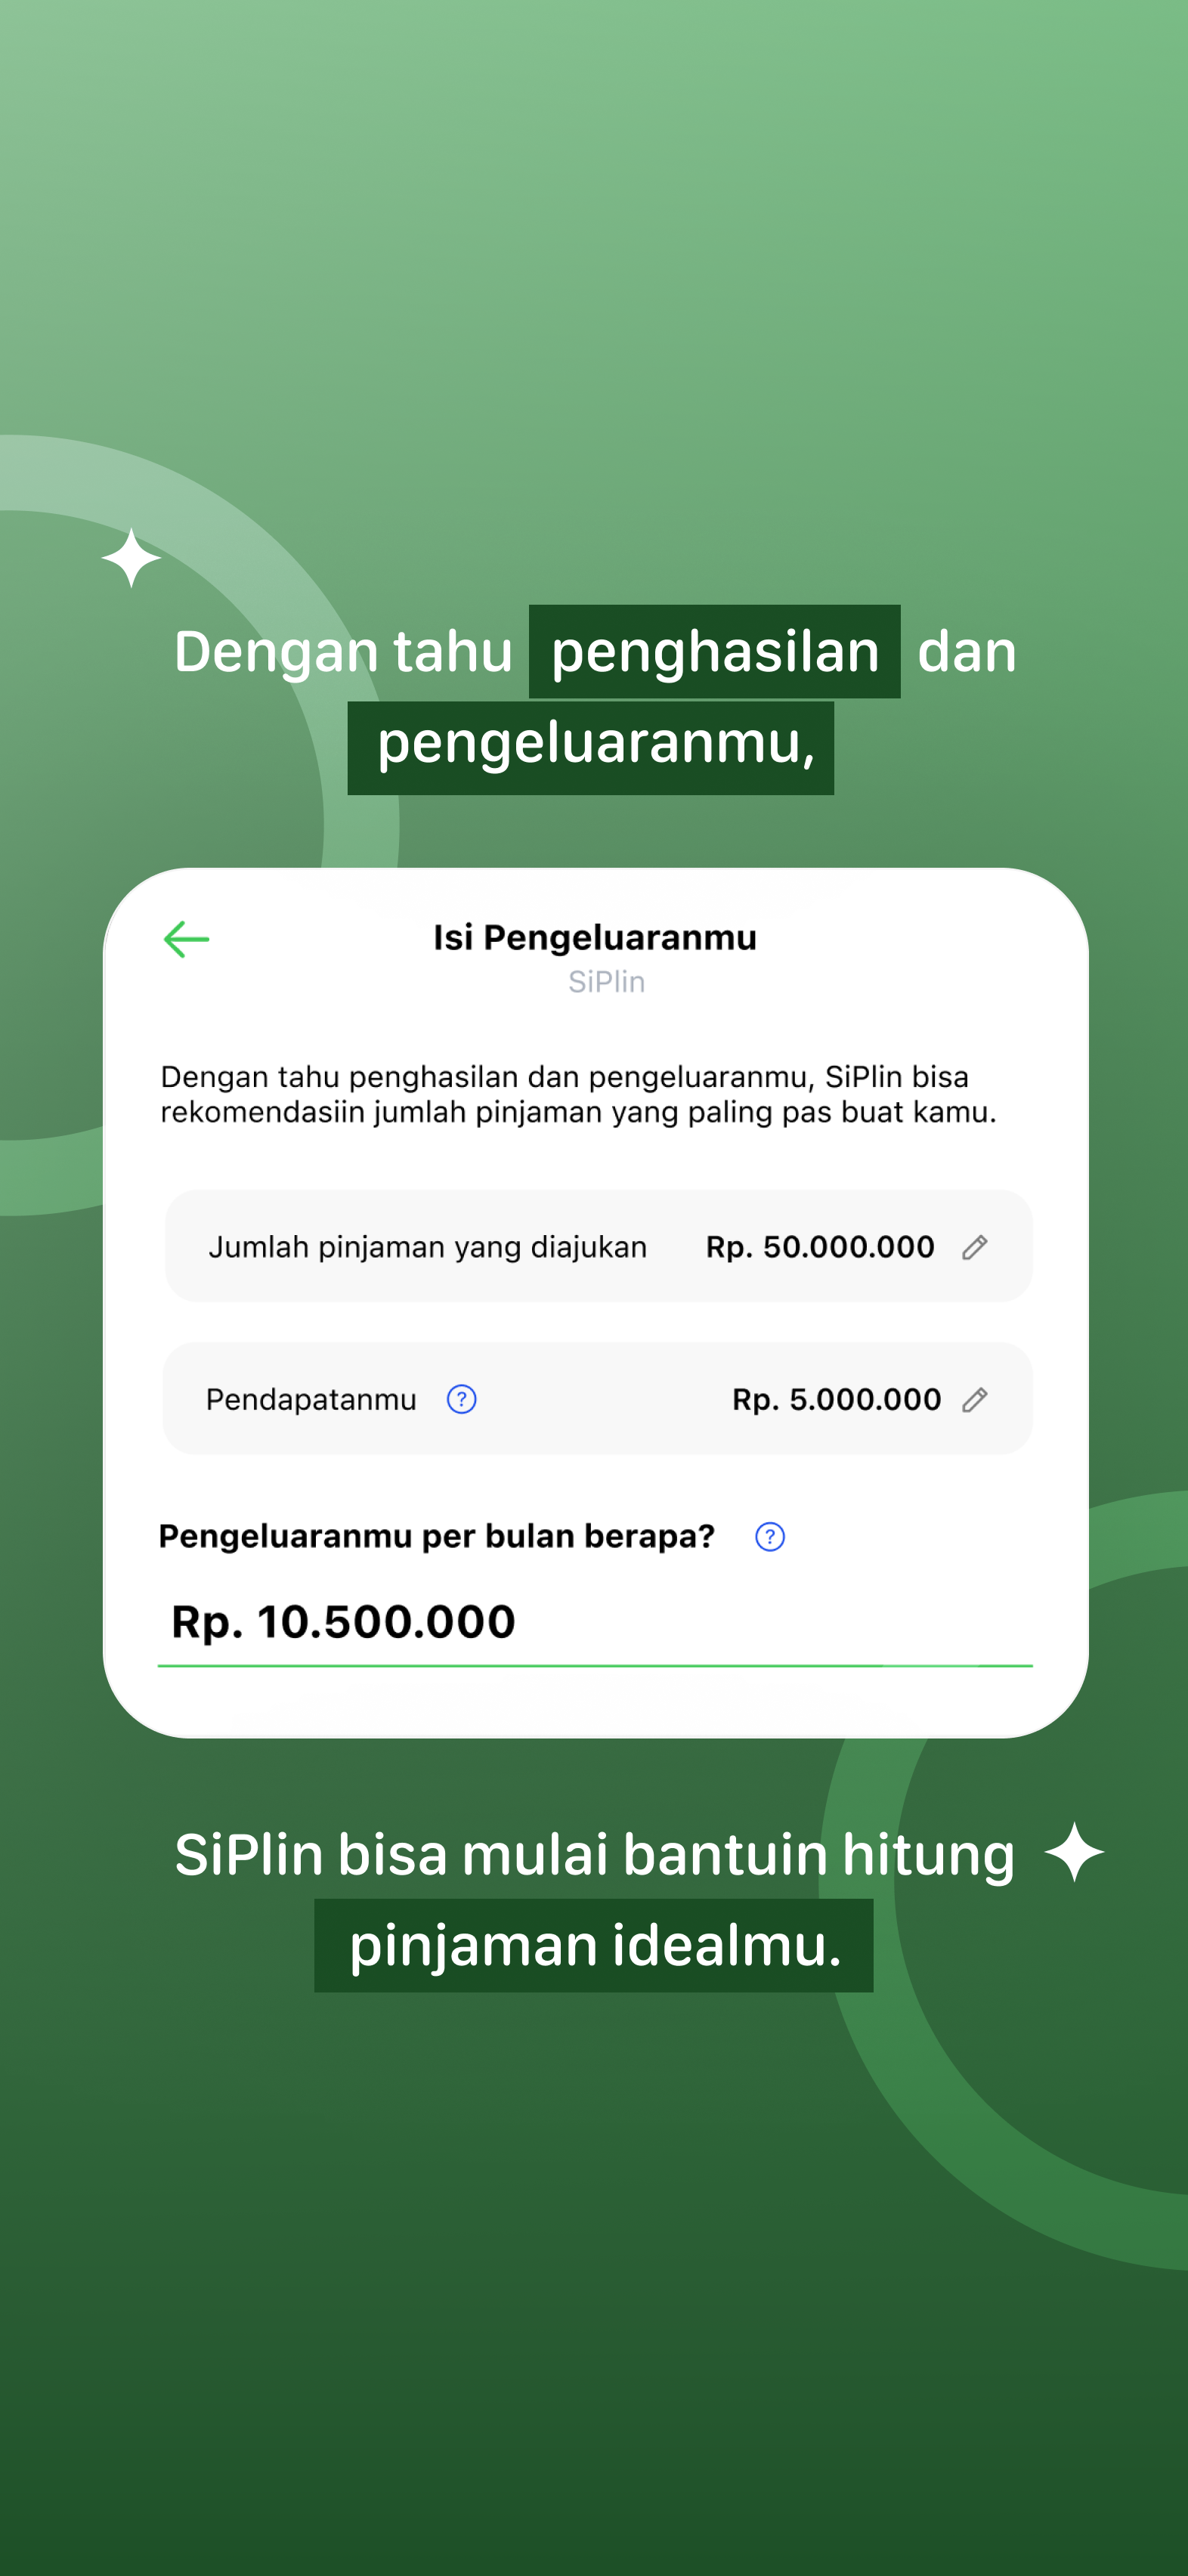 Dengan tahu penghasilan dan
pengeluaranmu,
Isi Pengeluaranmu
SiPlin
Dengan tahu penghasilan dan pengeluaranmu, SiPlin bisa
rekomendasiin jumlah pinjaman yang paling pas buat kamu.
Jumlah pinjaman yang diajukan Rp. 50.000.000
Pendapatanmu ? Rp. 5.000.000
Pengeluaranmu per bulan berapa? ?
Rp. 10.500.000
SiPlin bisa mulai bantuin hitung
pinjaman idealmu.